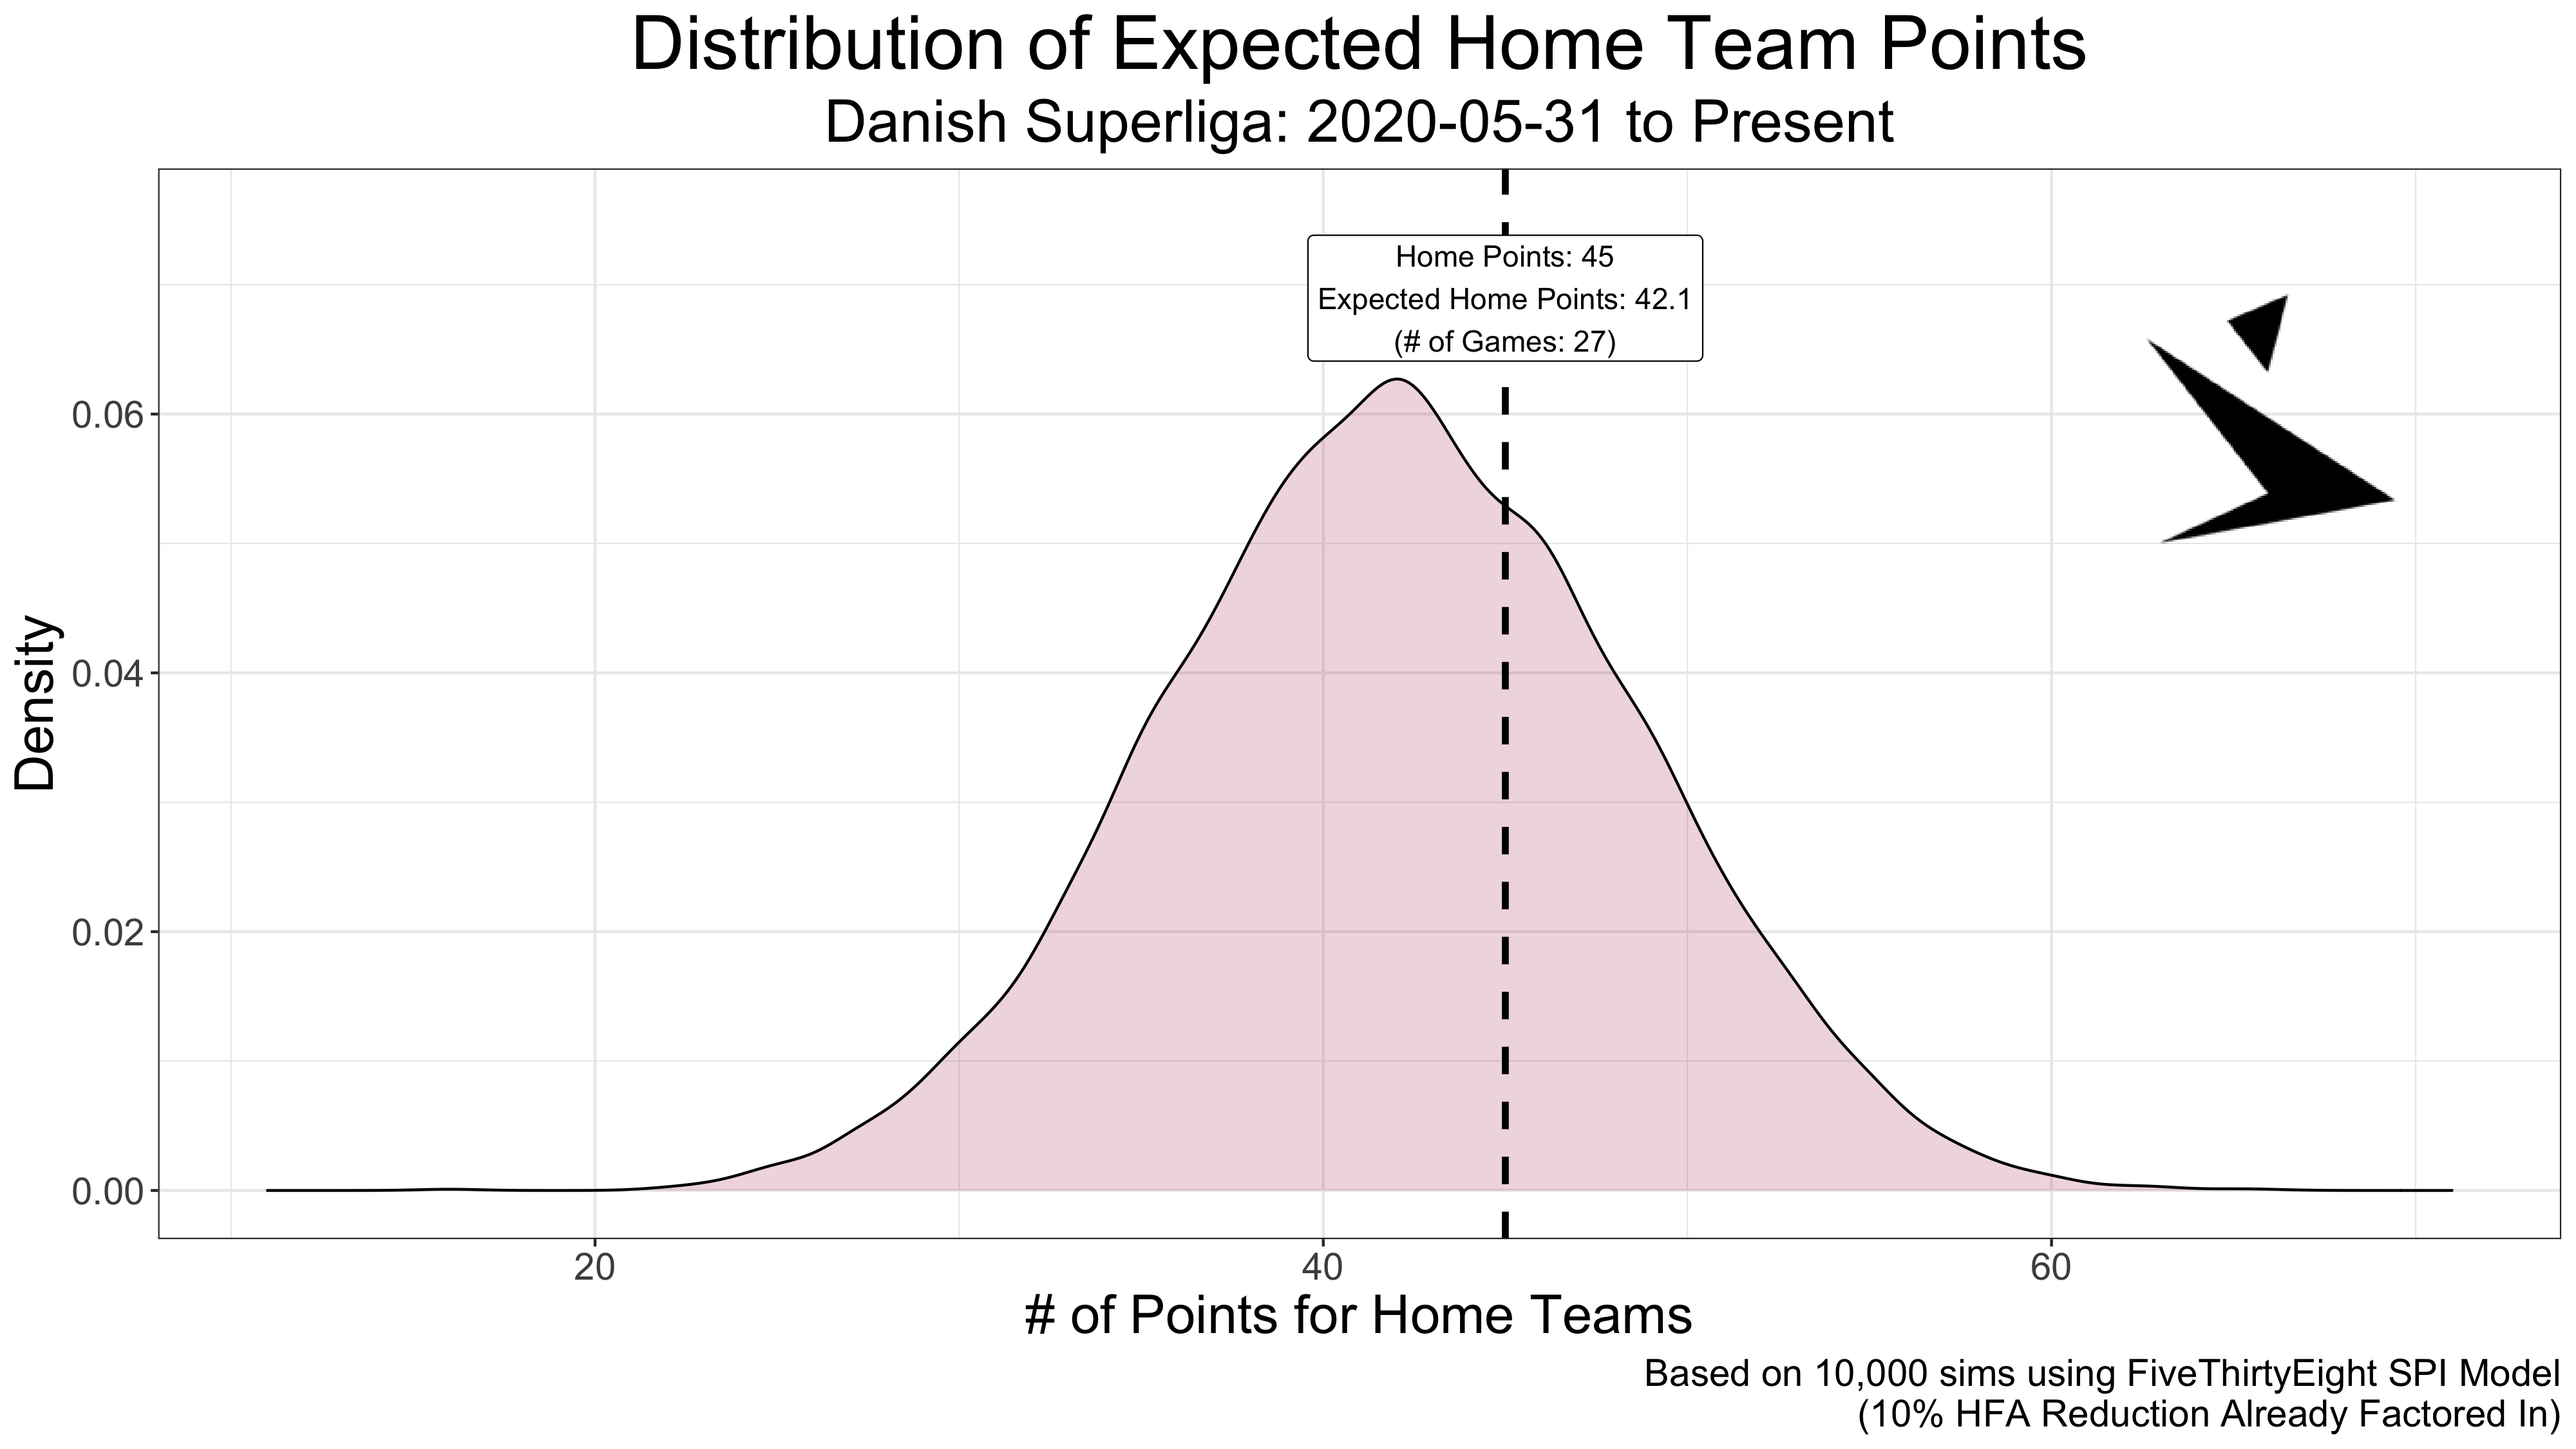 Distribution of Expected Home Team Points
Danish Superliga: 2020-05-31 to Present
Home Points: 45
Expected Home Points: 42.1
(# of Games: 27)
Density
0.06
0.04
0.02
0.00
20 40 60
# of Points for Home Teams
Based on 10,000 sims using FiveThirtyEight SPI Model
(10% HFA Reduction Already Factored In)